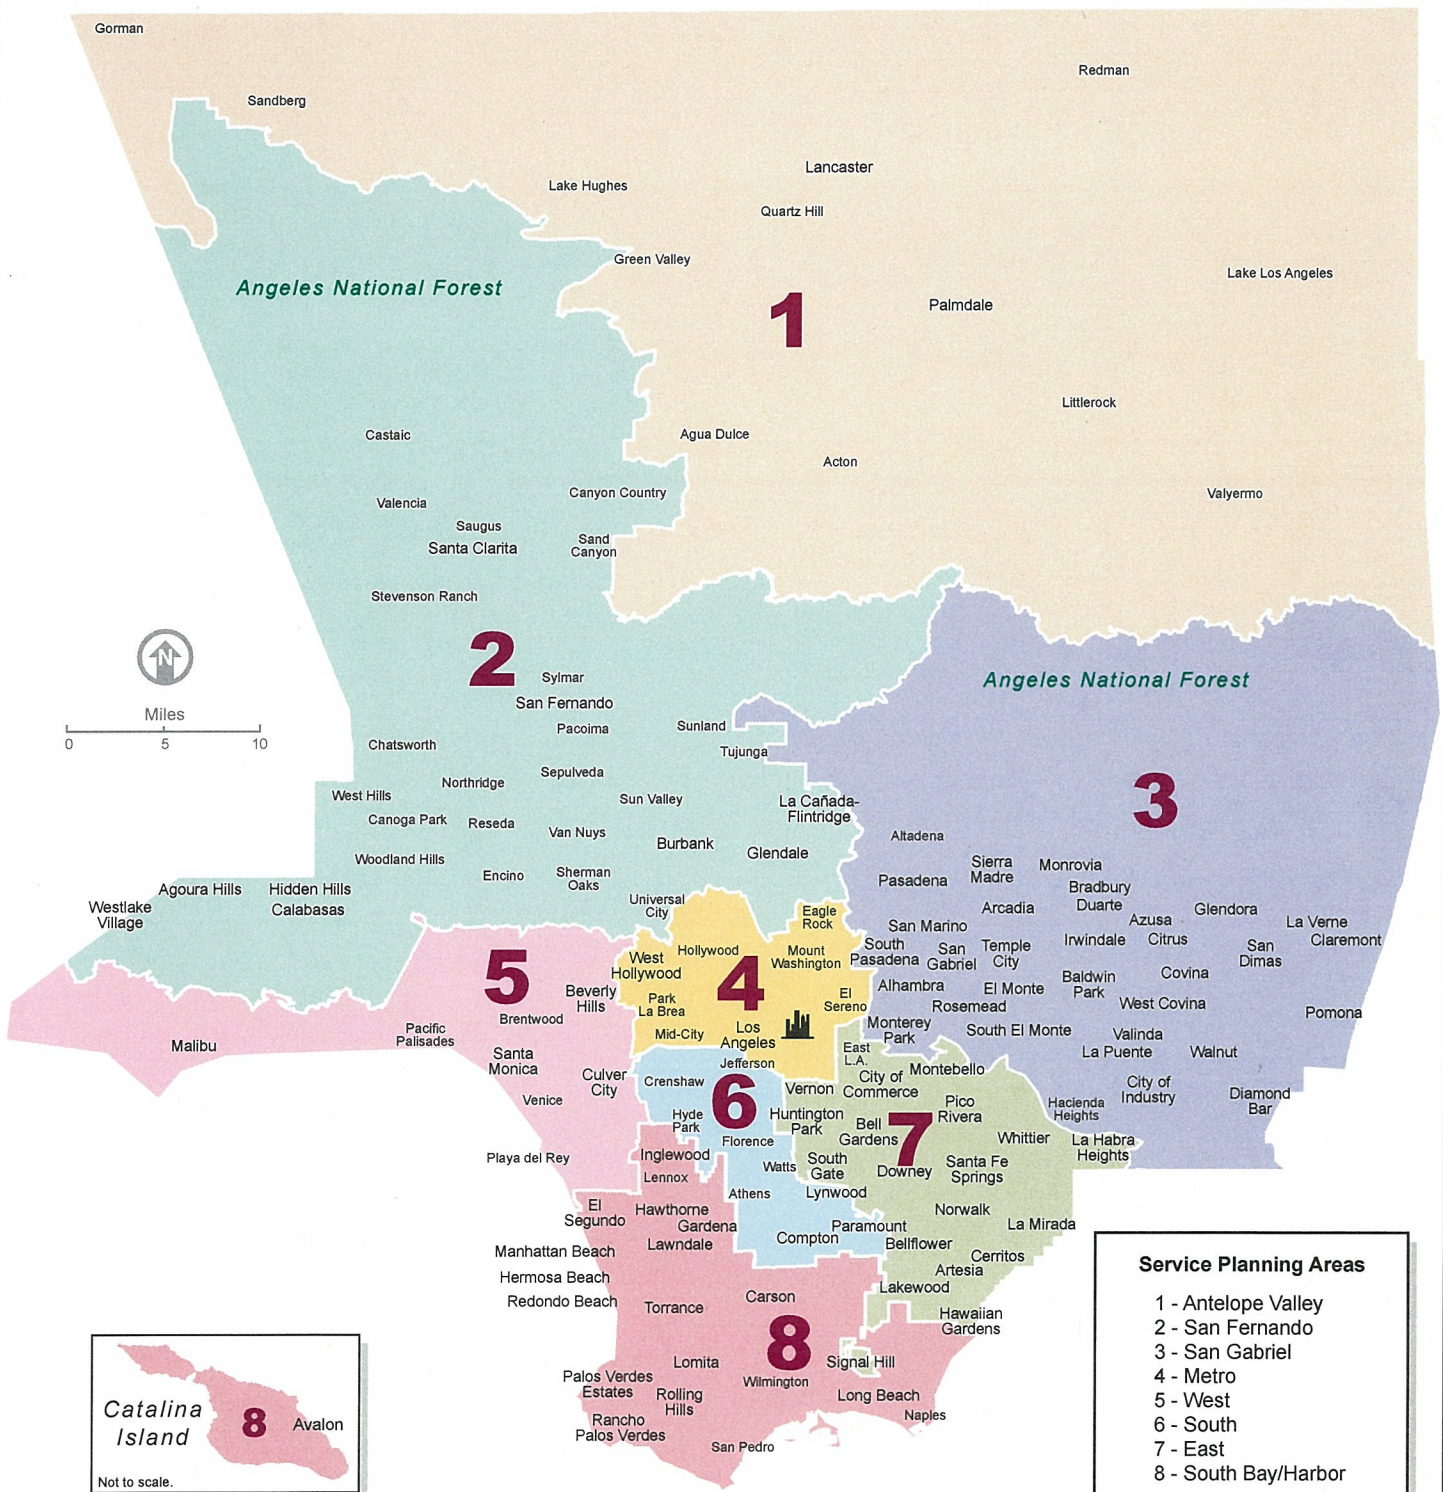 Gorman
Redman
Sandberg
Lancaster
Lake Hughes
Quartz Hill
Green Valley
Lake Los Angeles
Angeles National Forest
1
Palmdale
Littlerock
Castaic
Agua Dulce
Acton
Canyon Country
Valyermo
Valencia
Saugus
Santa Clarita
Sand
Canyon
Stevenson Ranch
2
N
Miles
0 5 10
Sylmar
San Fernando
Pacoima
Sunland
Tujunga
Chatsworth
Sepulveda
Northridge
West Hills
Sun Valley
La Cañada-
Flintridge
Canoga Park
Reseda
Van Nuys
Burbank
Glendale
Woodland Hills
Encino
Sherman
Oaks
Agoura Hills
Hidden Hills
Calabasas
Westlake
Village
Universal
City
Angeles National Forest
3
Altadena
Sierra
Madre
Monrovia
Pasadena
Bradbury
Duarte
Arcadia
Glendora
Azusa
La Verne
San Marino
Irwindale
Citrus
Claremont
South
Pasadena
San
Gabriel
Temple
City
San
Dimas
Baldwin
Park
Covina
Alhambra
El Monte
Rosemead
West Covina
Pomona
Monterey
Park
South El Monte
Valinda
La Puente
Walnut
City of
Industry
Diamond
Bar
Hacienda
Heights
Eagle
Rock
Hollywood
Mount
Washington
West
Hollywood
4
Park
La Brea
El
Sereno
Mid-City
Los
Angeles
5
Beverly
Hills
Brentwood
Pacific
Palisades
Malibu
Santa
Monica
Culver
City
Venice
Playa del Rey
Jefferson
Crenshaw
6
Hyde
Park
Florence
Watts
Athens
Lynwood
Compton
Paramount
East
L.A.
Montebello
City of
Commerce
Vernon
Pico
Rivera
Huntington
Park
Bell
Gardens
7
Whittier
La Habra
Heights
South
Gate
Downey
Santa Fe
Springs
Norwalk
La Mirada
Bellflower
Cerritos
Artesia
Lakewood
Hawaiian
Gardens
Inglewood
Lennox
El
Segundo
Hawthorne
Gardena
Lawndale
Manhattan Beach
Hermosa Beach
Redondo Beach
Torrance
Carson
8
Lomita
Signal Hill
Wilmington
Palos Verdes
Estates
Rolling
Hills
Long Beach
Naples
Rancho
Palos Verdes
San Pedro
Catalina
Island
8
Avalon
Not to scale.
Service Planning Areas
1 - Antelope Valley
2 - San Fernando
3 - San Gabriel
4 - Metro
5 - West
6 - South
7 - East
8 - South Bay/Harbor